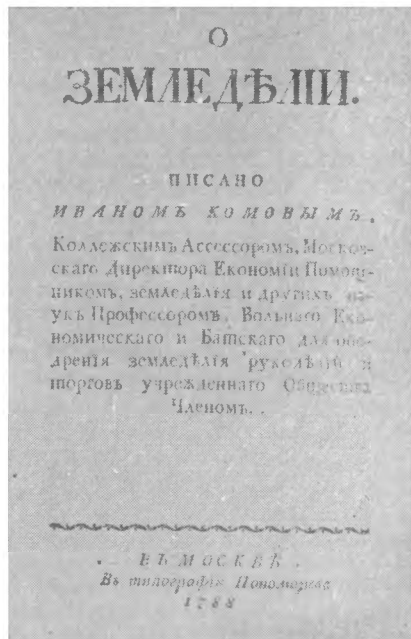 О
ЗЕМЛЕДѢЛІИ.
ПИСАНО
ИВАНОМЪ КОМОВЫМЪ,
Коллежскимъ Ассессоромъ, Москов-
скаго Директора Економіи Помощ-
никомъ, земледѣлія и другихъ на-
укъ Профессоромъ, Вольнаго Еко-
номическаго и Батскаго для обо-
дренія земледѣлія рукодѣлій и
торговъ учрежденнаго Общества
Членомъ.
ВЪ МОСКВѢ.
Въ типографіи Пономарева
1788